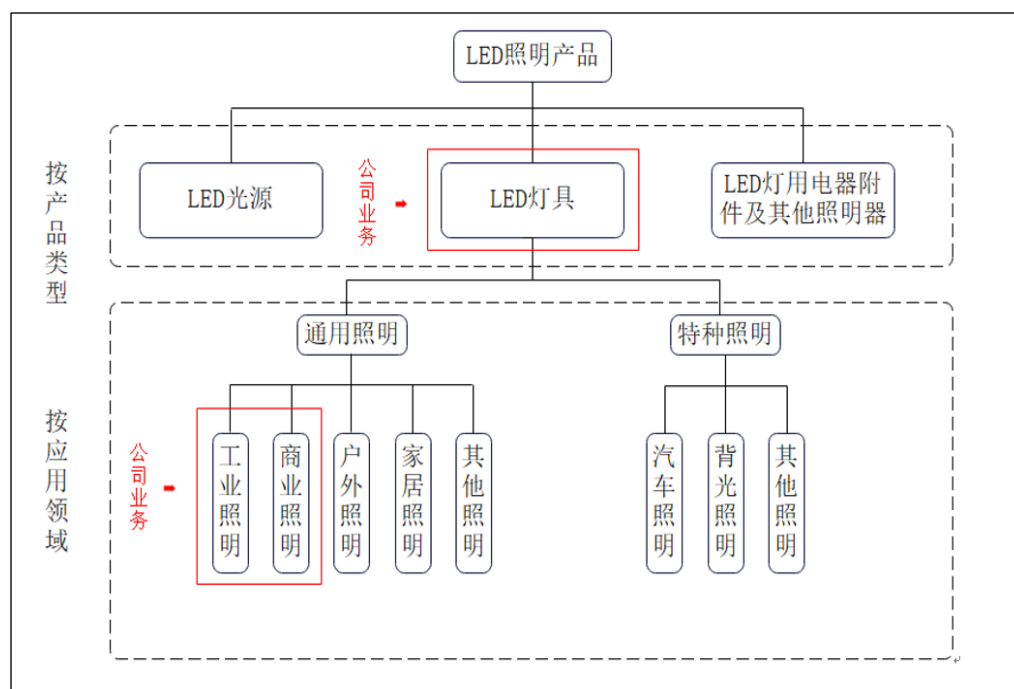 LED照明产品
按产品类型
LED光源
公司业务
LED灯具
LED灯用电器附
件及其他照明器
按应用领域
通用照明
特种照明
公司业务
工业照明
商业照明
户外照明
家居照明
其他照明
汽车照明
背光照明
其他照明